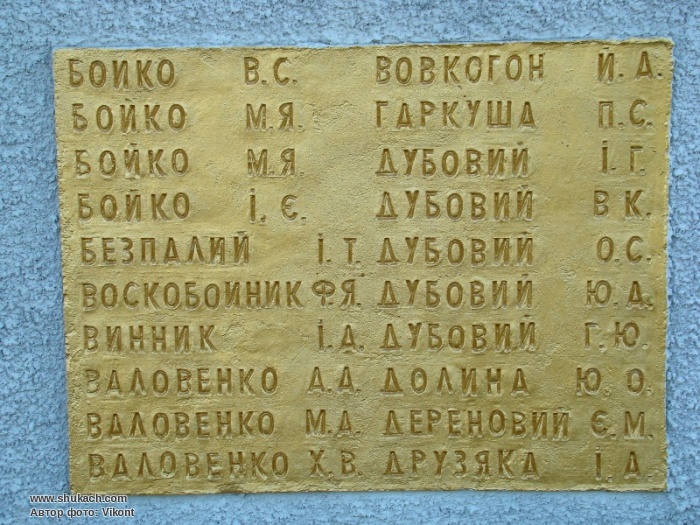 БОЙКО В.С. ВОВКОГОН Й.А.
БОЙКО М.Я. ГАРКУША П.С.
БОЙКО М.Я. ДУБОВИЙ І.Г.
БОЙКО І.Є. ДУБОВИЙ В К.
БЕЗПАЛИЙ І.Т. ДУБОВИЙ О.С.
ВОСКОБОЙНИК Ф.Я. ДУБОВИЙ Ю.А.
ВИННИК І.А. ДУБОВИЙ Г.Ю.
ВАЛОВЕНКО А.А. ДОЛИНА Ю.О.
ВАЛОВЕНКО М.А. ДЕРЕНОВИЙ Є.М.
ВАЛОВЕНКО Х.В. ДРУЗЯКА І.А
www.shukach.com
Автор фото: Vikont